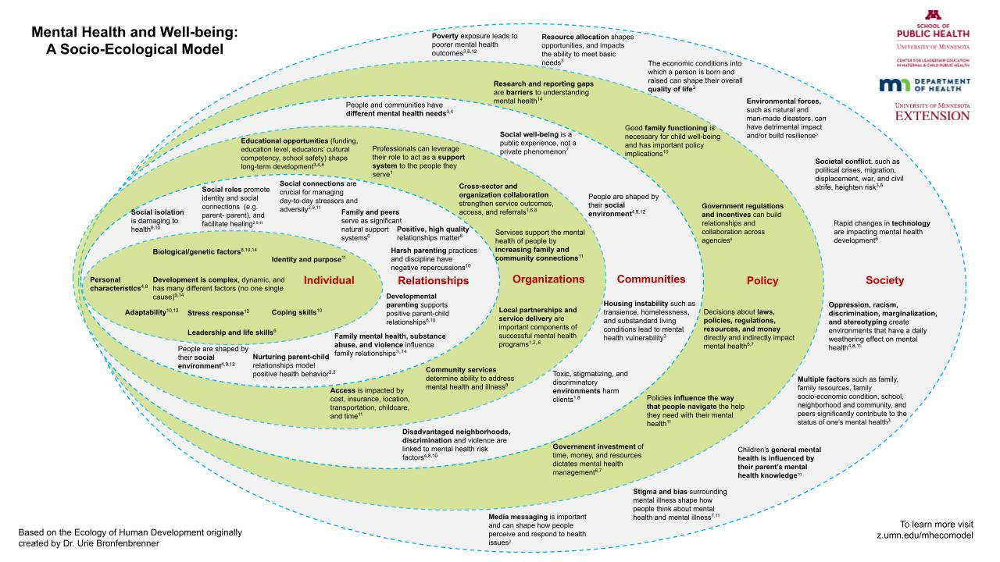 Mental Health and Well-being:
A Socio-Ecological Model
SCHOOL OF
PUBLIC HEALTH
UNIVERSITY OF MINNESOTA
CENTER FOR LEADERSHIP EDUCATION
IN MATERNAL & CHILD PUBLIC HEALTH
DEPARTMENT
OF HEALTH
UNIVERSITY OF MINNESOTA
EXTENSION
Poverty exposure leads to
poorer mental health
outcomes3,8,12
Resource allocation shapes
opportunities, and impacts
the ability to meet basic
needs3
The economic conditions into
which a person is born and
raised can shape their overall
quality of life3
Environmental forces,
such as natural and
man-made disasters, can
have detrimental impact
and/or build resilience3
Societal conflict, such as
political crises, migration,
displacement, war, and civil
strife, heighten risk3,8
Rapid changes in technology
are impacting mental health
development6
Society
Oppression, racism,
discrimination, marginalization,
and stereotyping create
environments that have a daily
weathering effect on mental
health4,8,11
Multiple factors such as family,
family resources, family
socio-economic condition, school,
neighborhood and community, and
peers significantly contribute to the
status of one's mental health3
Children's general mental
health is influenced by
their parent's mental
health knowledge10
Stigma and bias surrounding
mental illness shape how
people think about mental
health and mental illness7,11
Media messaging is important
and can shape how people
perceive and respond to health
issues2
Research and reporting gaps
are barriers to understanding
mental health14
Good family functioning is
necessary for child well-being
and has important policy
implications10
Government regulations
and incentives can build
relationships and
collaboration across
agencies6
Policy
Decisions about laws,
policies, regulations,
resources, and money
directly and indirectly impact
mental health6,7
Policies influence the way
that people navigate the help
they need with their mental
health11
Government investment of
time, money, and resources
dictates mental health
management6,7
People and communities have
different mental health needs3,4
Social well-being is a
public experience, not a
private phenomenon7
People are shaped by
their social
environment4,9,12
Communities
Housing instability such as
transience, homelessness,
and substandard living
conditions lead to mental
health vulnerability3
Toxic, stigmatizing, and
discriminatory
environments harm
clients1,8
Disadvantaged neighborhoods,
discrimination and violence are
linked to mental health risk
factors4,8,10
Educational opportunities (funding,
education level, educators' cultural
competency, school safety) shape
long-term development3,4,8
Professionals can leverage
their role to act as a support
system to the people they
serve1
Cross-sector and
organization collaboration
strengthen service outcomes,
access, and referrals1,6,8
Services support the mental
health of people by
increasing family and
community connections11
Organizations
Local partnerships and
service delivery are
important components of
successful mental health
programs1,2,,6
Community services
determine ability to address
mental health and illness8
Access is impacted by
cost, insurance, location,
transportation, childcare,
and time11
Social isolation
is damaging to
health8,10
Social roles promote
identity and social
connections (e.g.
parent- parent), and
facilitate healing2,9,11
Social connections are
crucial for managing
day-to-day stressors and
adversity2,9,11
Family and peers
serve as significant
natural support
systems6
Positive, high quality
relationships matter6
Harsh parenting practices
and discipline have
negative repercussions10
Relationships
Developmental
parenting supports
positive parent-child
relationships8,10
Family mental health, substance
abuse, and violence influence
family relationships3,,14
Nurturing parent-child
relationships model
positive health behavior2,3
People are shaped by
their social
environment4,9,12
Biological/genetic factors8,10,14
Identity and purpose11
Personal
characteristics4,8
Development is complex, dynamic, and
has many different factors (no one single
cause)9,14
Individual
Adaptability10,12
Stress response12
Coping skills10
Leadership and life skills6
Based on the Ecology of Human Development originally
created by Dr. Urie Bronfenbrenner
To learn more visit
z.umn.edu/mhecomodel